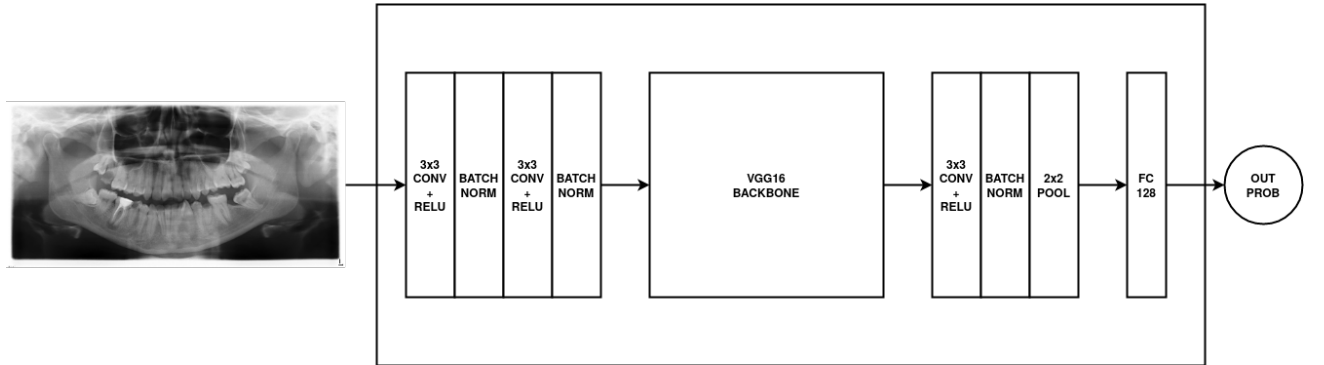 3x3
CONV
+
RELU
BATCH
NORM
3x3
CONV
+
RELU
BATCH
NORM
VGG16
BACKBONE
3x3
CONV
+
RELU
BATCH
NORM
2x2
POOL
FC
128
OUT
PROB